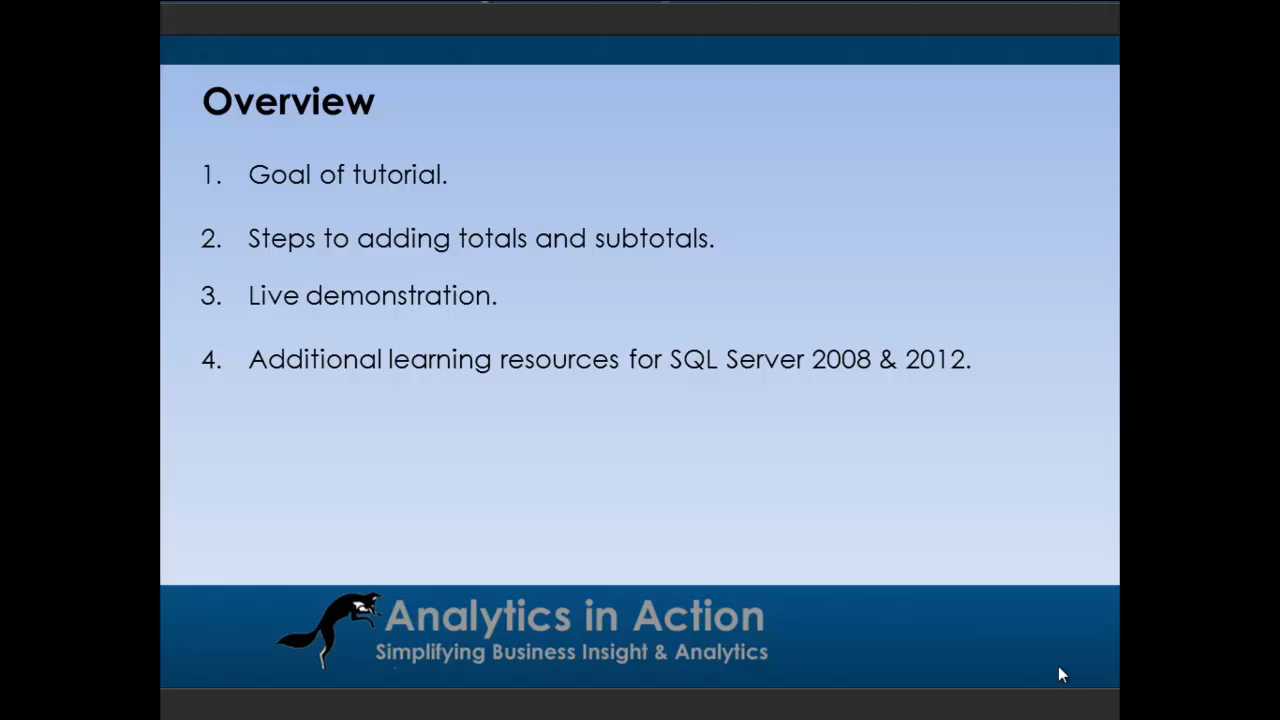 Overview
1. Goal of tutorial.
2. Steps to adding totals and subtotals.
3. Live demonstration.
4. Additional learning resources for SQL Server 2008 & 2012.
Analytics in Action
Simplifying Business Insight & Analytics